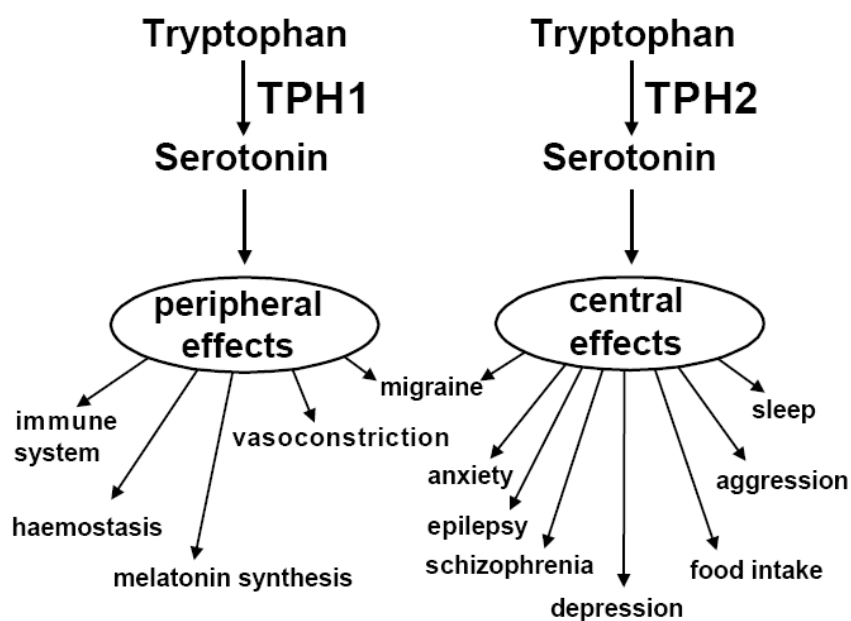 Tryptophan
TPH1
Serotonin
peripheral
effects
immune
system
haemostasis
melatonin synthesis
vasoconstriction
migraine
Tryptophan
TPH2
Serotonin
central
effects
anxiety
epilepsy
schizophrenia
depression
food intake
aggression
sleep